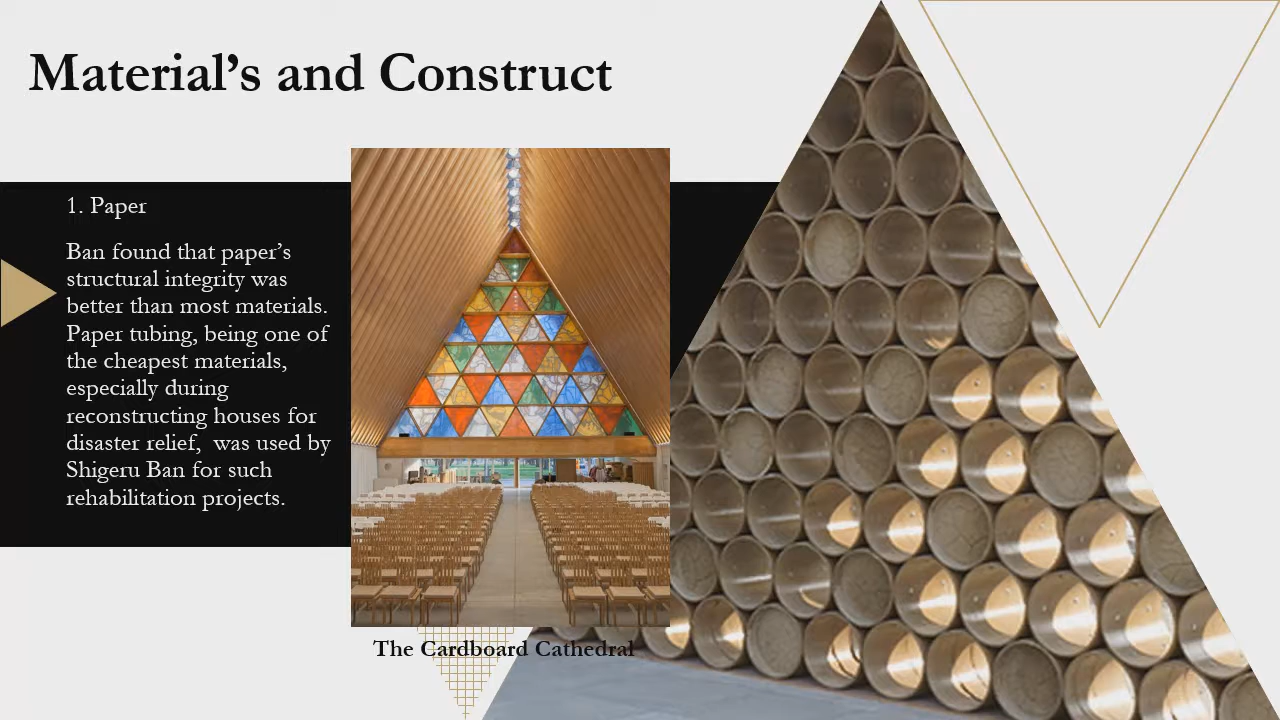 Material’s and Construct
1. Paper
Ban found that paper’s
structural integrity was
better than most materials.
Paper tubing, being one of
the cheapest materials,
especially during
reconstructing houses for
disaster relief,  was used by
Shigeru Ban for such
rehabilitation projects.
The Cardboard Cathedral